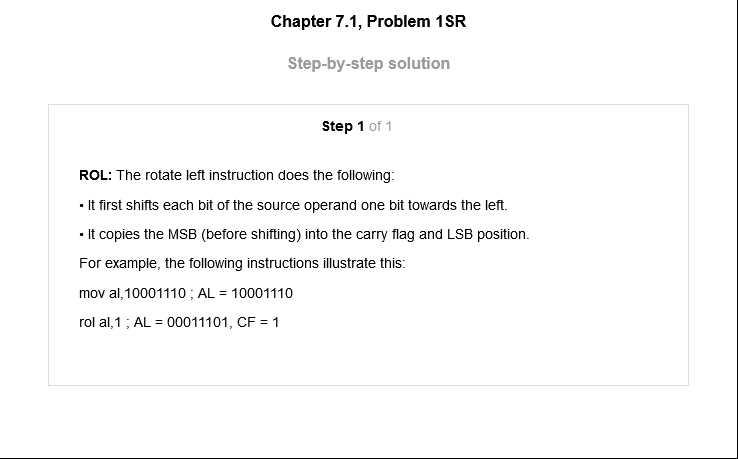 Chapter 7.1, Problem 1SR
Step-by-step solution
Step 1 of 1
ROL: The rotate left instruction does the following:
• It first shifts each bit of the source operand one bit towards the left.
• It copies the MSB (before shifting) into the carry flag and LSB position.
For example, the following instructions illustrate this:
mov al,10001110 ; AL = 10001110
rol al,1 ; AL = 00011101, CF = 1